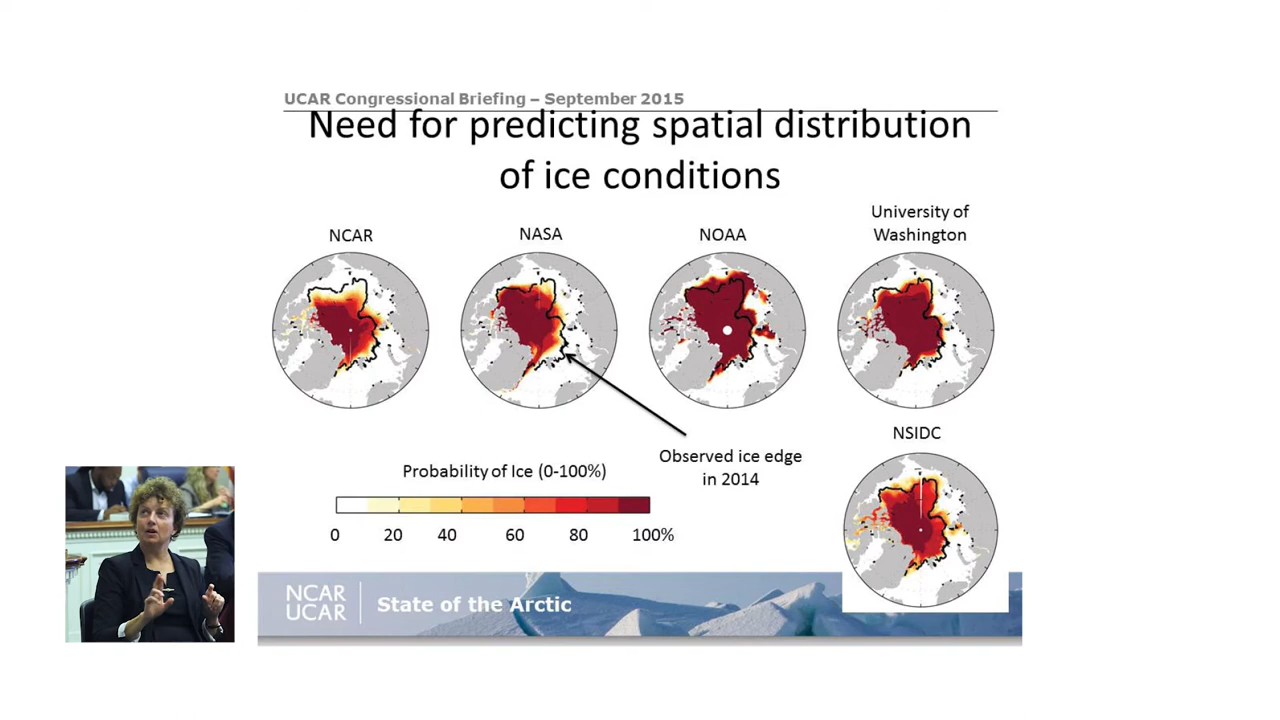 UCAR Congressional Briefing – September 2015
Need for predicting spatial distribution
of ice conditions
NCAR
NASA
NOAA
University of
Washington
NSIDC
Observed ice edge
in 2014
Probability of Ice (0-100%)
0 20 40 60 80 100%
NCAR
UCAR
State of the Arctic